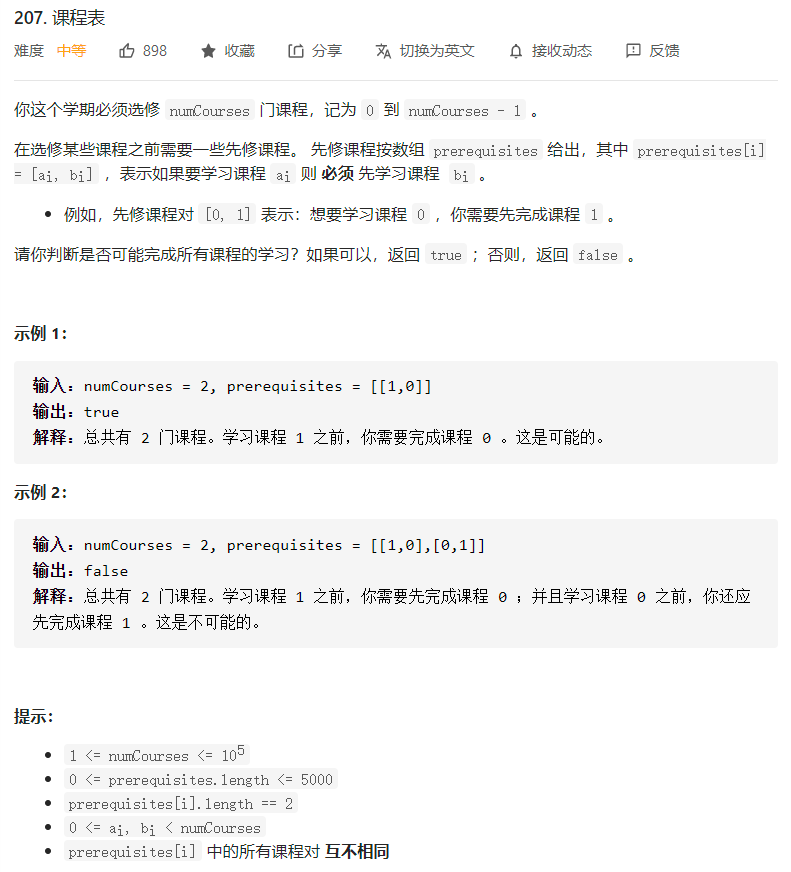 207. 课程表
难度 中等 898 收藏 分享 切换为英文 接收动态 反馈
你这个学期必须选修 numCourses 门课程，记为 0 到 numCourses - 1 。
在选修某些课程之前需要一些先修课程。 先修课程按数组 prerequisites 给出，其中 prerequisites[i]
= [ai, bi] ，表示如果要学习课程 ai 则 必须 先学习课程 bi 。
• 例如，先修课程对 [0, 1] 表示：想要学习课程 0 ，你需要先完成课程 1 。
请你判断是否可能完成所有课程的学习？如果可以，返回 true ；否则，返回 false 。
示例 1：
输入：numCourses = 2, prerequisites = [[1,0]]
输出：true
解释：总共有 2 门课程。学习课程 1 之前，你需要完成课程 0 。这是可能的。
示例 2：
输入：numCourses = 2, prerequisites = [[1,0],[0,1]]
输出：false
解释：总共有 2 门课程。学习课程 1 之前，你需要先完成课程 0 ；并且学习课程 0 之前，你还应
先完成课程 1 。这是不可能的。
提示：
• 1 <= numCourses <= 10⁵
• 0 <= prerequisites.length <= 5000
• prerequisites[i].length == 2
• 0 <= ai, bi < numCourses
• prerequisites[i] 中的所有课程对 互不相同